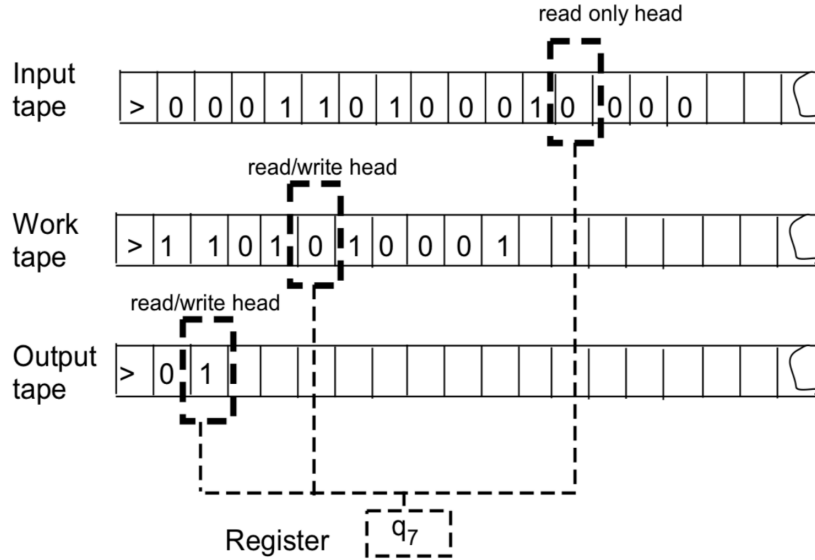 read only head
Input
tape
> 0 0 0 1 1 0 1 0 0 0 1 0 0 0 0
read/write head
Work
tape
> 1 1 0 1 0 1 0 0 0 1
read/write head
Output
tape
> 0 1
Register
q7